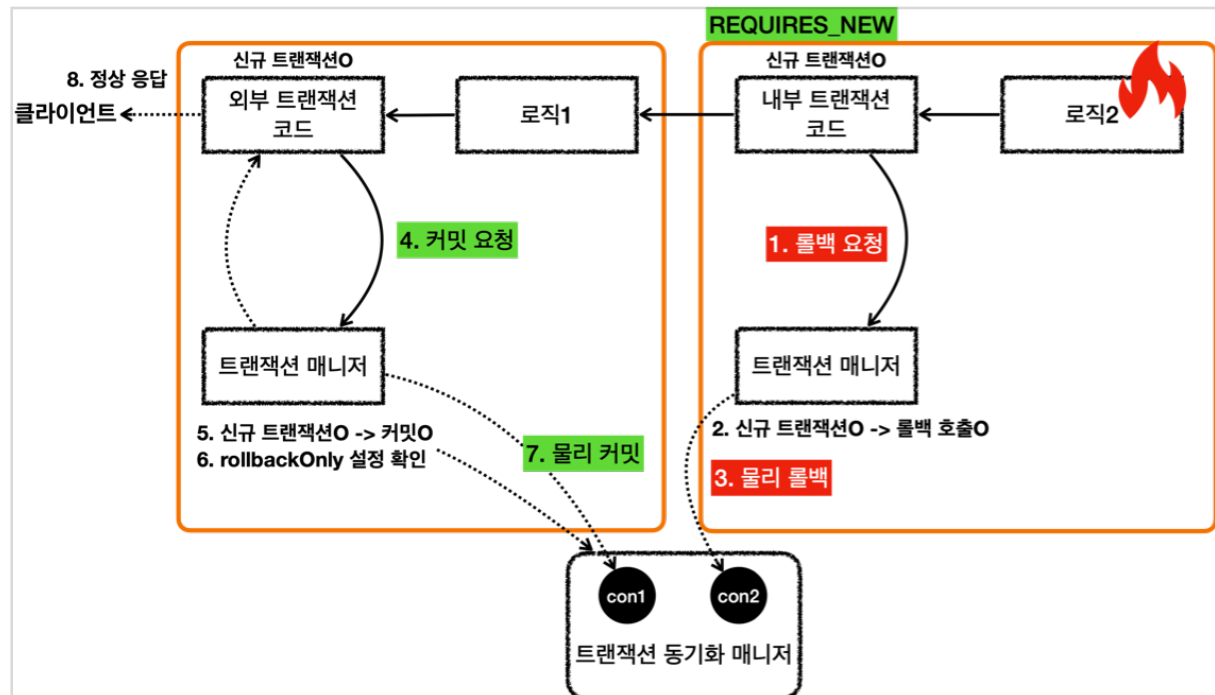 REQUIRES_NEW
신규 트랜잭션O
외부 트랜잭션
코드
로직1
8. 정상 응답
클라이언트
신규 트랜잭션O
내부 트랜잭션
코드
로직2
4. 커밋 요청
1. 롤백 요청
트랜잭션 매니저
트랜잭션 매니저
5. 신규 트랜잭션O -> 커밋O
6. rollbackOnly 설정 확인
7. 물리 커밋
2. 신규 트랜잭션O -> 롤백 호출O
3. 물리 롤백
con1
con2
트랜잭션 동기화 매니저